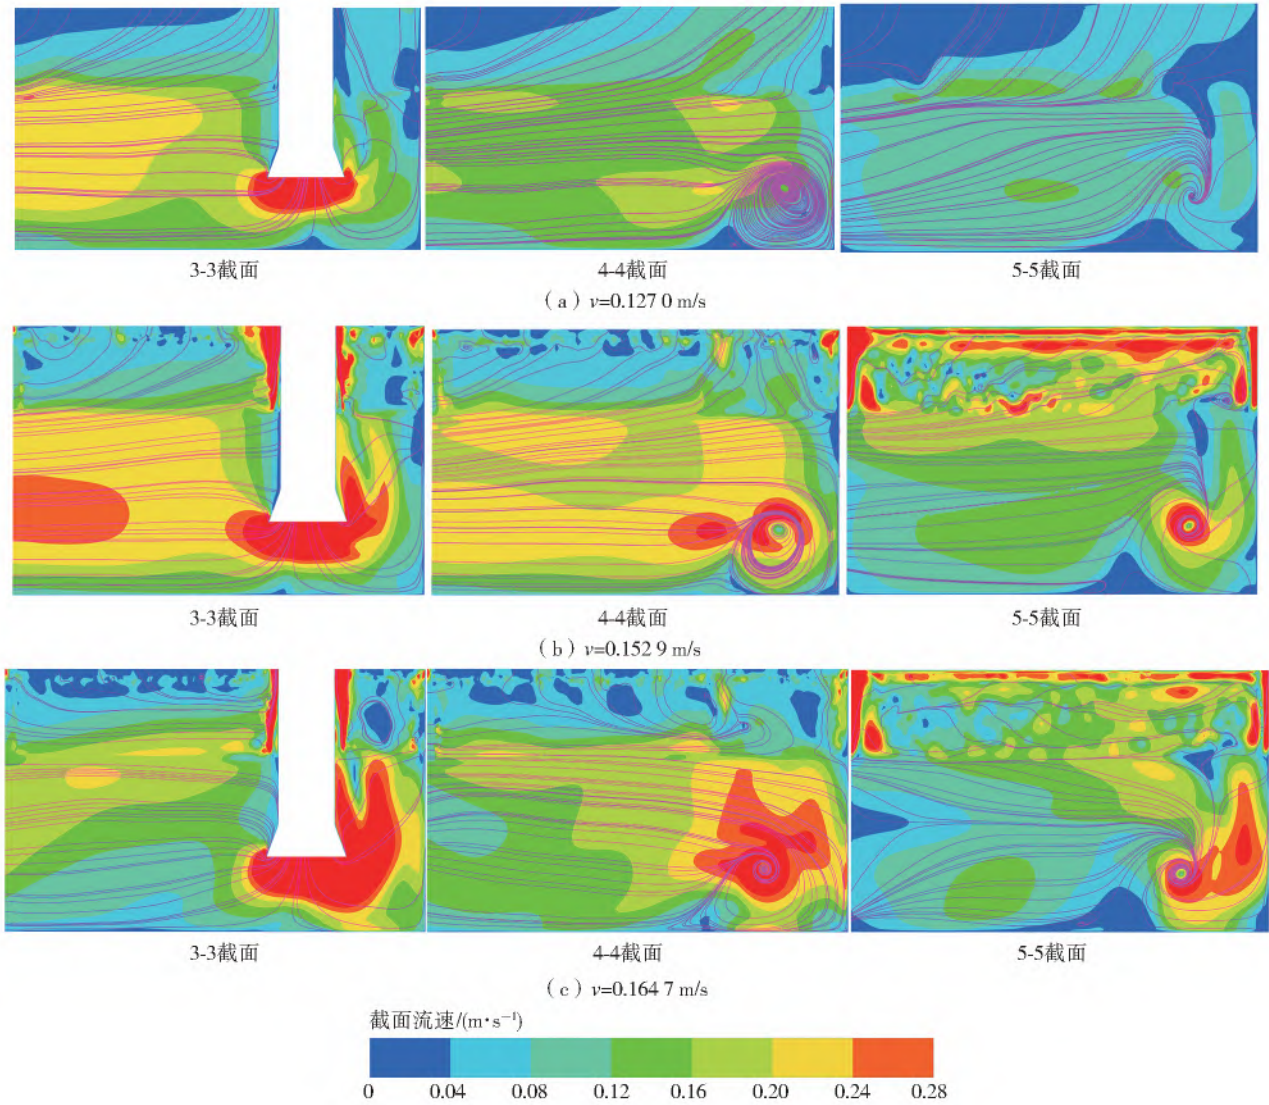 3-3截面 4-4截面 5-5截面
（a）v=0.127 0 m/s
3-3截面 4-4截面 5-5截面
（b）v=0.152 9 m/s
3-3截面 4-4截面 5-5截面
（c）v=0.164 7 m/s
截面流速/(m·s⁻¹)
0 0.04 0.08 0.12 0.16 0.20 0.24 0.28